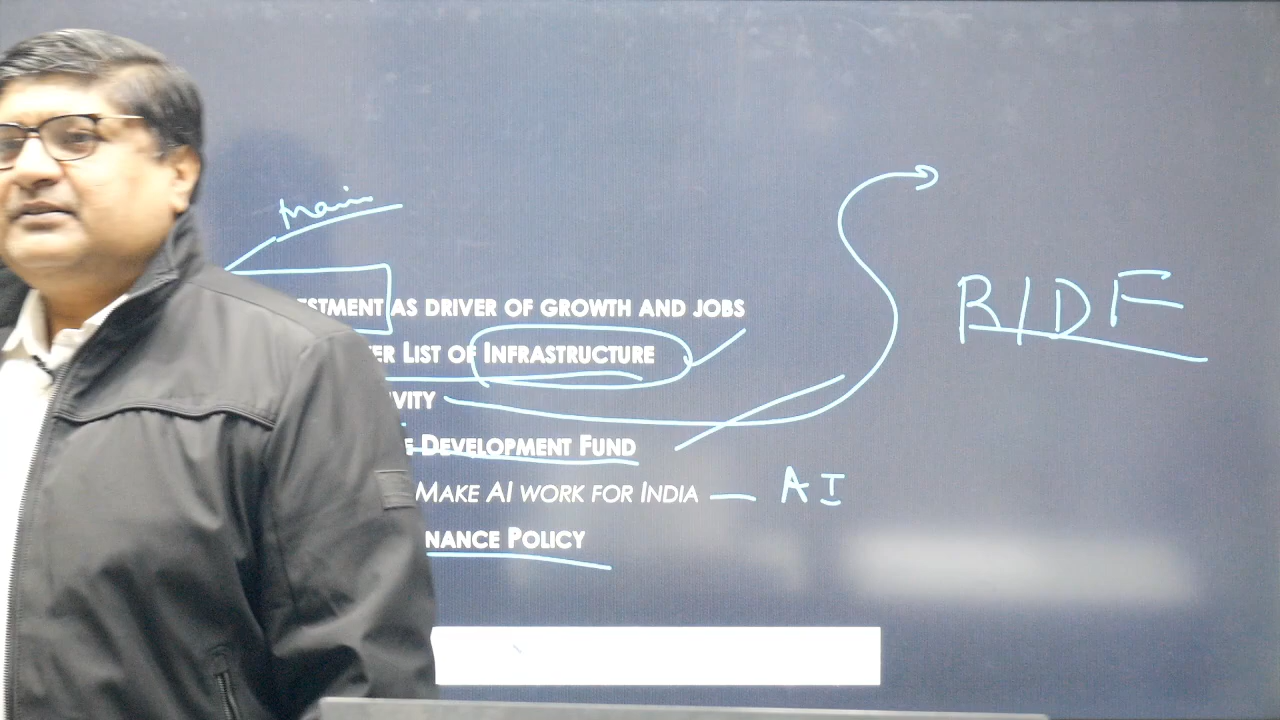 Main
ESTMENT AS DRIVER OF GROWTH AND JOBS
RIDF
ER LIST OF INFRASTRUCTURE
VITY
E DEVELOPMENT FUND
MAKE AI WORK FOR INDIA — AI
NANCE POLICY